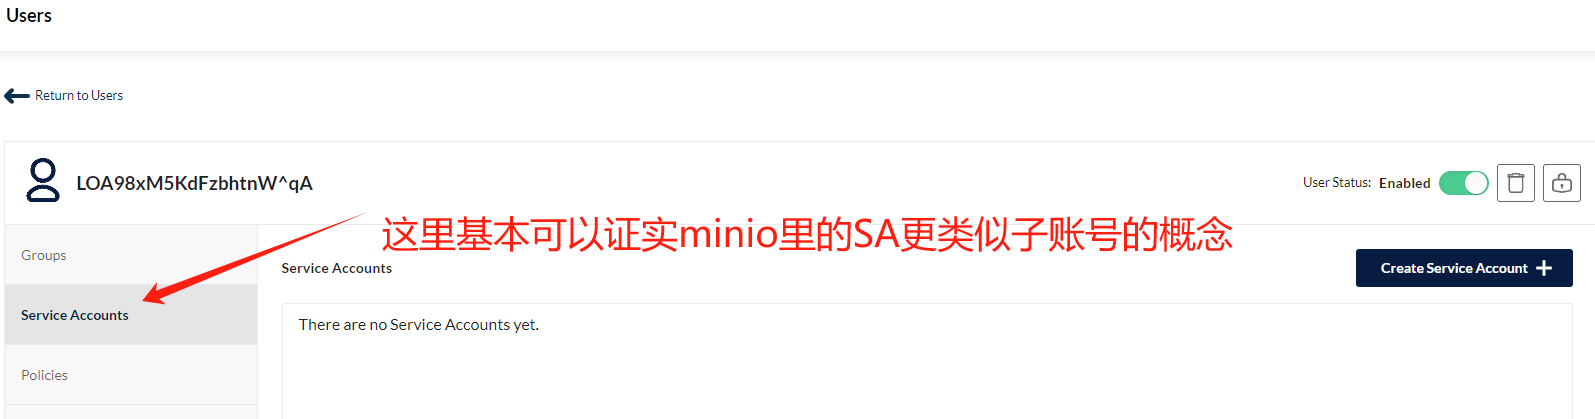 Users
Return to Users
LOA98xM5KdFzbhtnW^qA
User Status: Enabled
这里基本可以证实minio里的SA更类似子账号的概念
Groups
Service Accounts
Policies
Service Accounts
Create Service Account
There are no Service Accounts yet.